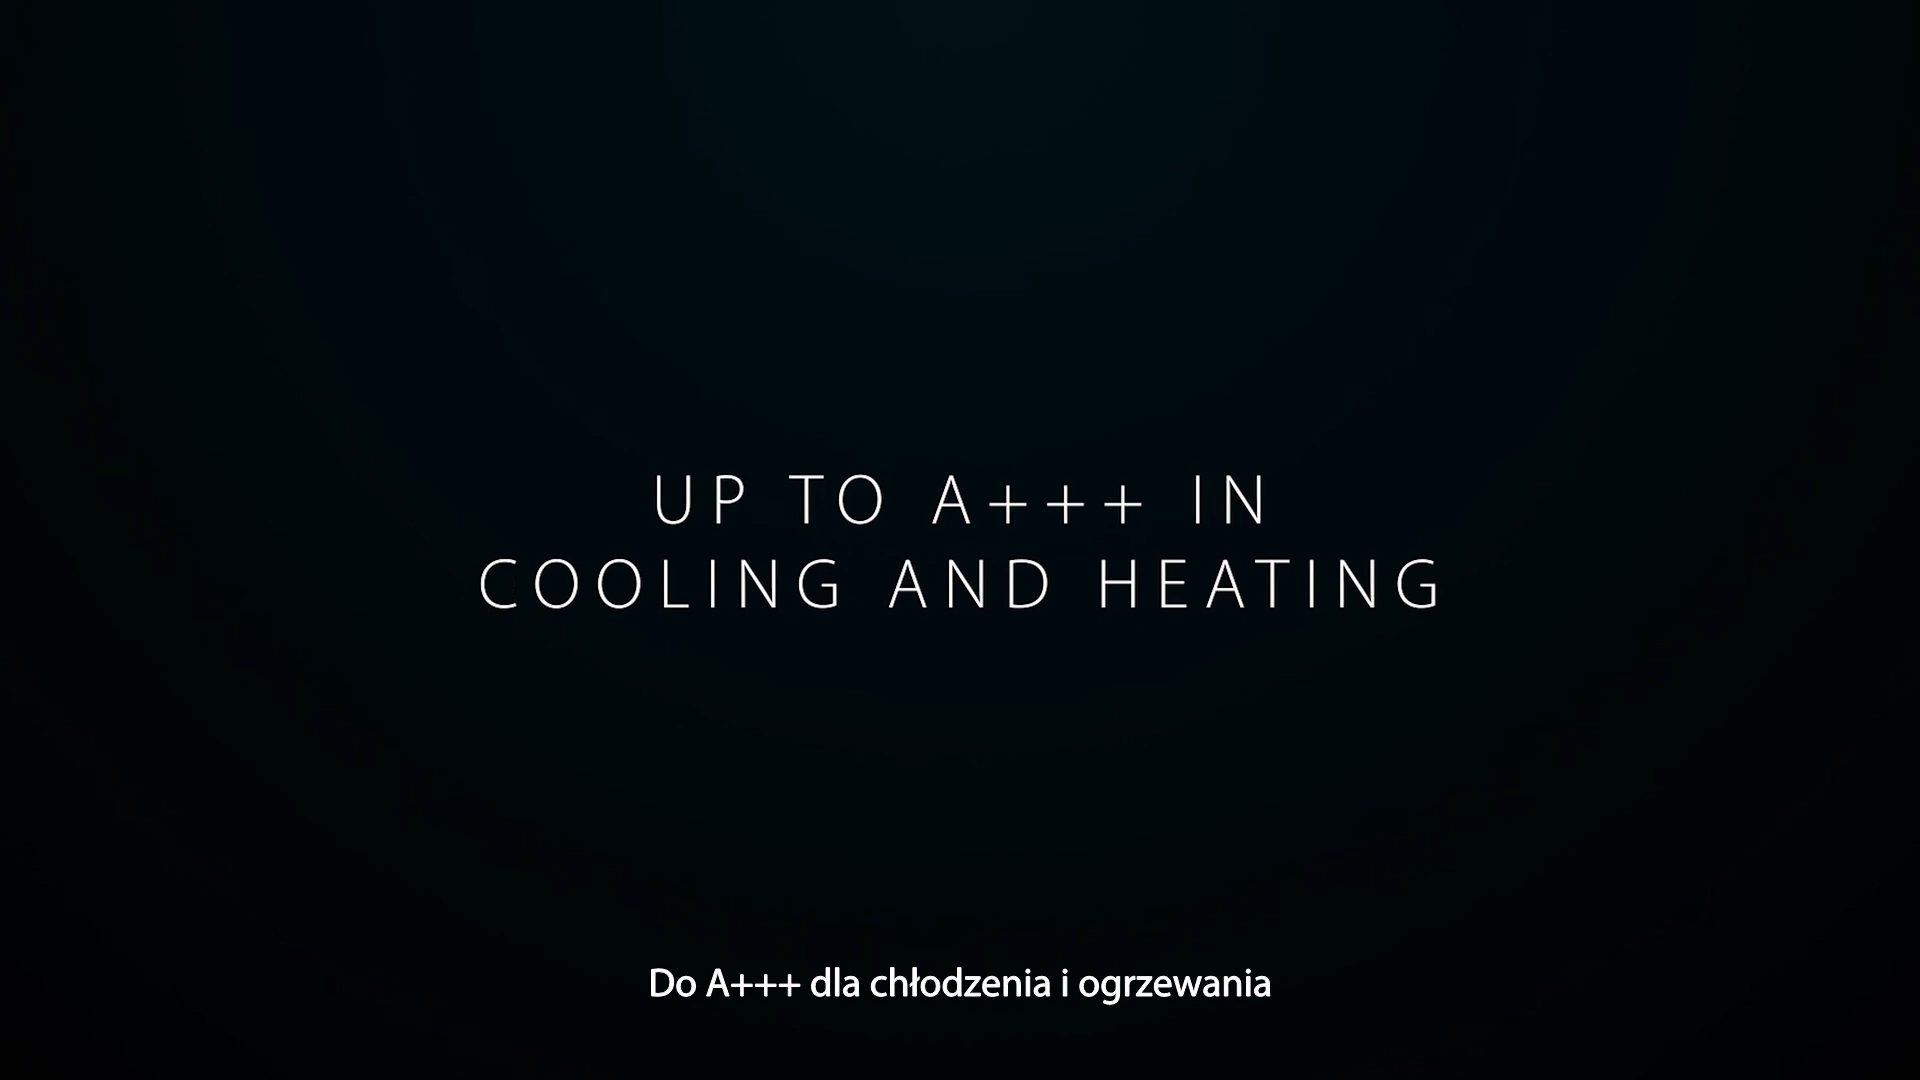 UP TO A+++ IN
COOLING AND HEATING
Do A+++ dla chłodzenia i ogrzewania